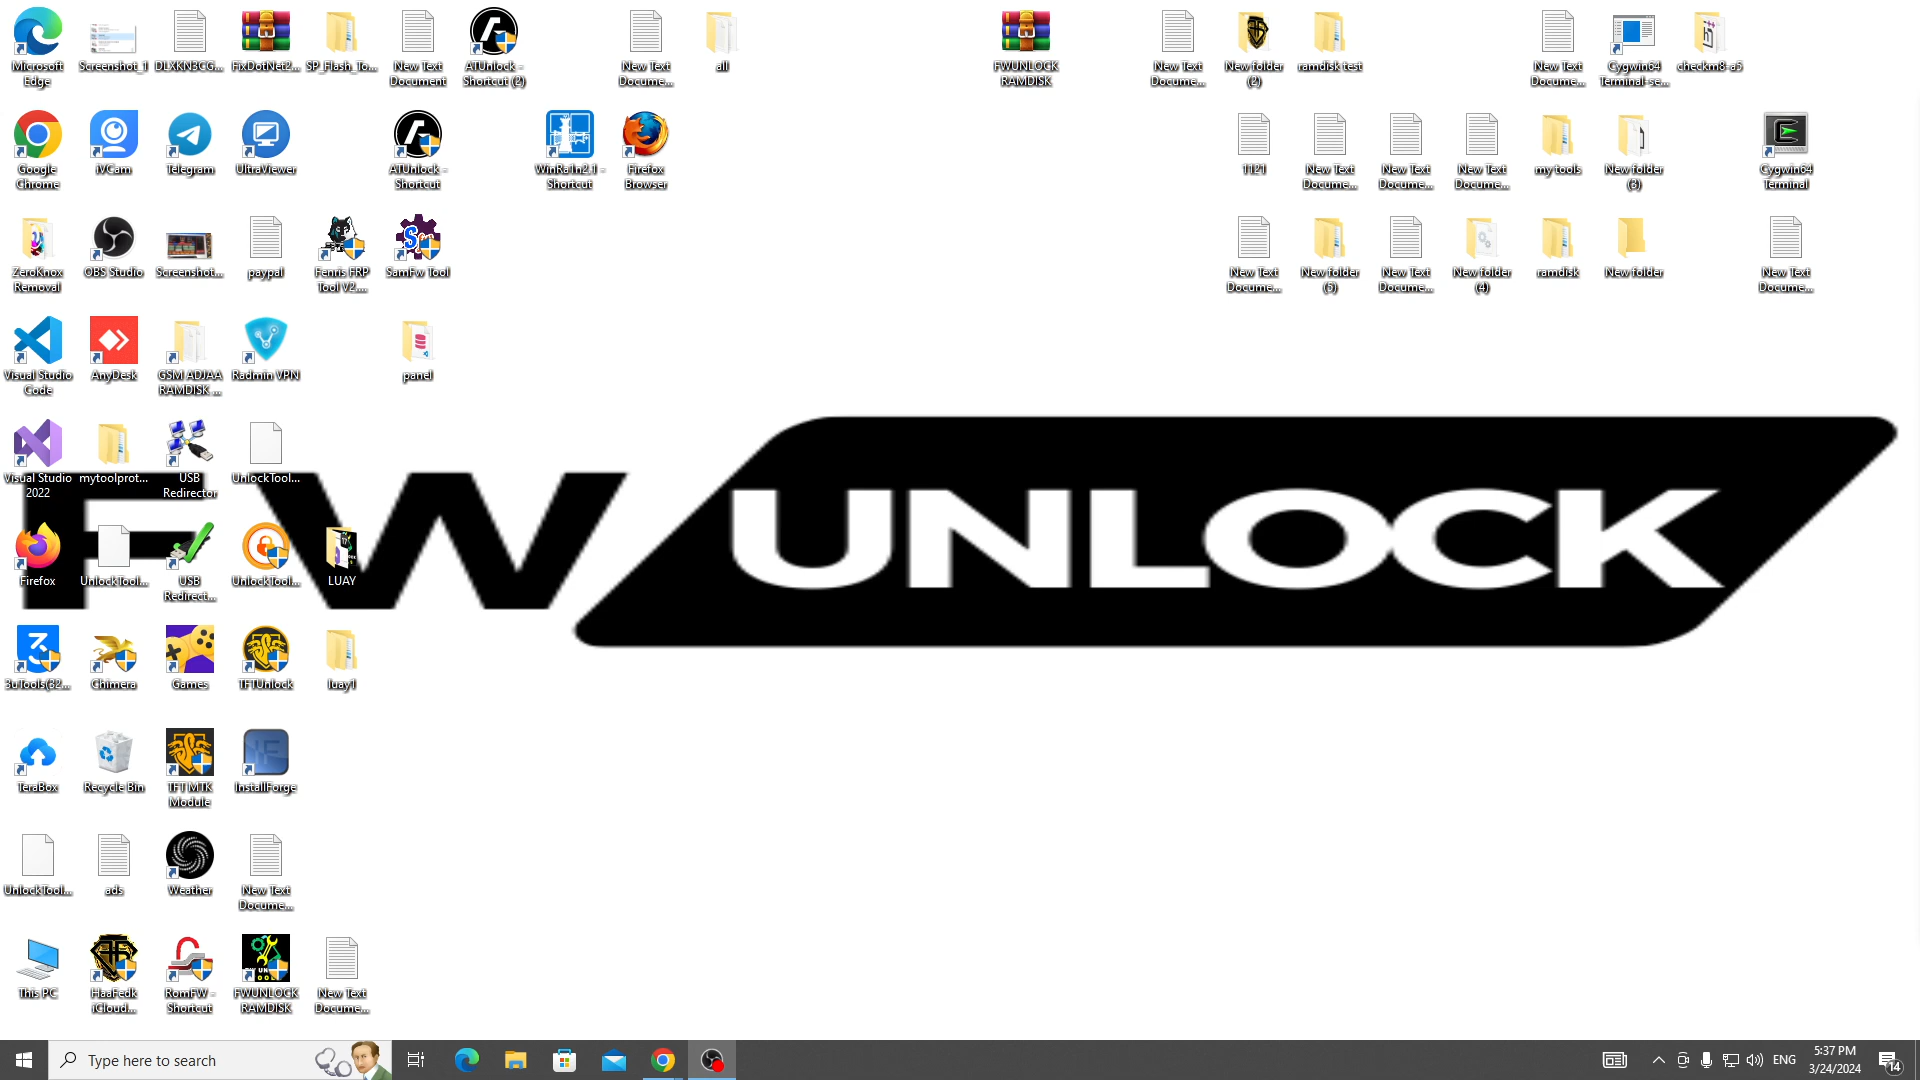 Microsoft Edge
Screenshot_1
DLXKN3CG...
FixDotNet2...
SP_Flash_To...
New Text Document
ATUnlock - Shortcut (2)
New Text Docume...
all
FWUNLOCK RAMDISK
New Text Docume...
New folder (2)
ramdisk test
New Text Docume...
Cygwin64 Terminal-se...
checkm8-a5
Google Chrome
iVCam
Telegram
UltraViewer
ATUnlock - Shortcut
WinRa1n2.1 - Shortcut
Firefox Browser
1121
New Text Docume...
New Text Docume...
New Text Docume...
my tools
New folder (3)
Cygwin64 Terminal
ZeroKnox Removal
OBS Studio
Screenshot...
paypal
Fenris FRP Tool V2....
SamFw Tool
New Text Docume...
New folder (5)
New Text Docume...
New folder (4)
ramdisk
New folder
New Text Docume...
Visual Studio Code
AnyDesk
GSM ADJAA RAMDISK ...
Radmin VPN
panel
Visual Studio 2022
mytoolprot...
USB Redirector
UnlockTool...
FW UNLOCK
Firefox
UnlockTool...
USB Redirect...
UnlockTool...
LUAY
3uTools(32...
Chimera
Games
TFTUnlock
luay1
TeraBox
Recycle Bin
TFT MTK Module
InstallForge
UnlockTool...
ads
Weather
New Text Docume...
This PC
HaaFedk iCloud...
RomFW - Shortcut
FWUNLOCK RAMDISK
New Text Docume...
Type here to search
ENG
5:37 PM
3/24/2024
14